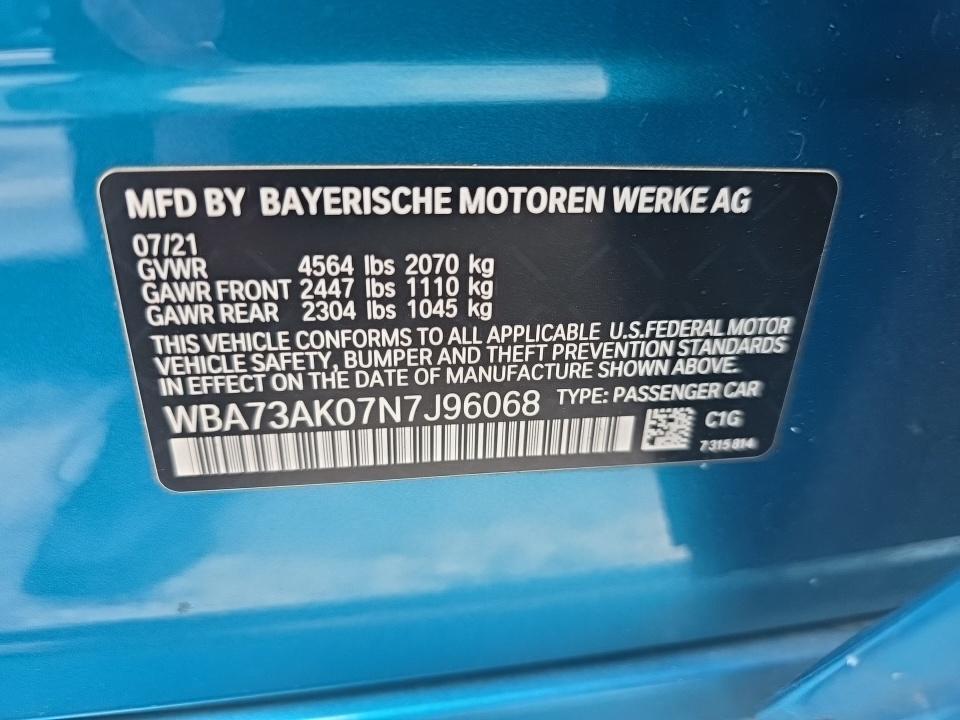 MFD BY BAYERISCHE MOTOREN WERKE AG
07/21
GVWR 4564 lbs 2070 kg
GAWR FRONT 2447 lbs 1110 kg
GAWR REAR 2304 lbs 1045 kg
THIS VEHICLE CONFORMS TO ALL APPLICABLE U.S.FEDERAL MOTOR
VEHICLE SAFETY, BUMPER AND THEFT PREVENTION STANDARDS
IN EFFECT ON THE DATE OF MANUFACTURE SHOWN ABOVE.
WBA73AK07N7J96068 TYPE: PASSENGER CAR
C1G
7315814